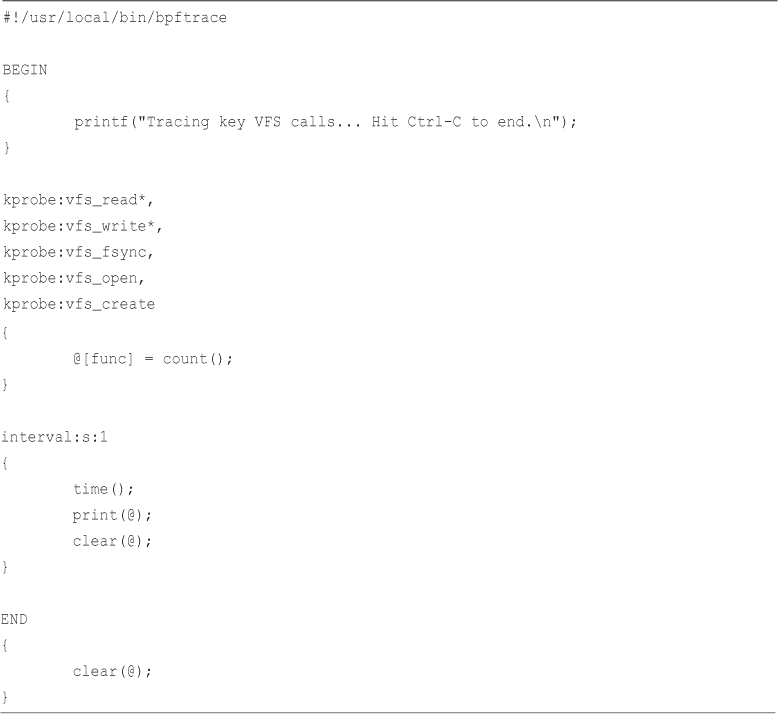 #!/usr/local/bin/bpftrace

BEGIN
{
        printf("Tracing key VFS calls... Hit Ctrl-C to end.\n");
}

kprobe:vfs_read*,
kprobe:vfs_write*,
kprobe:vfs_fsync,
kprobe:vfs_open,
kprobe:vfs_create
{
        @[func] = count();
}

interval:s:1
{
        time();
        print(@);
        clear(@);
}

END
{
        clear(@);
}